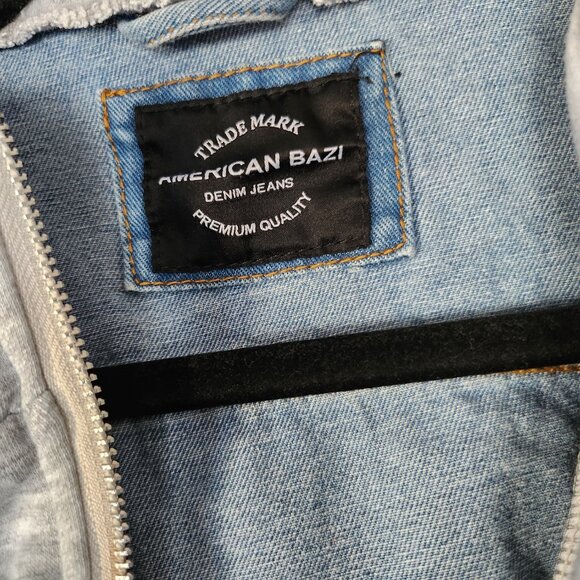 TRADE MARK
AMERICAN BAZI
DENIM JEANS
PREMIUM QUALITY